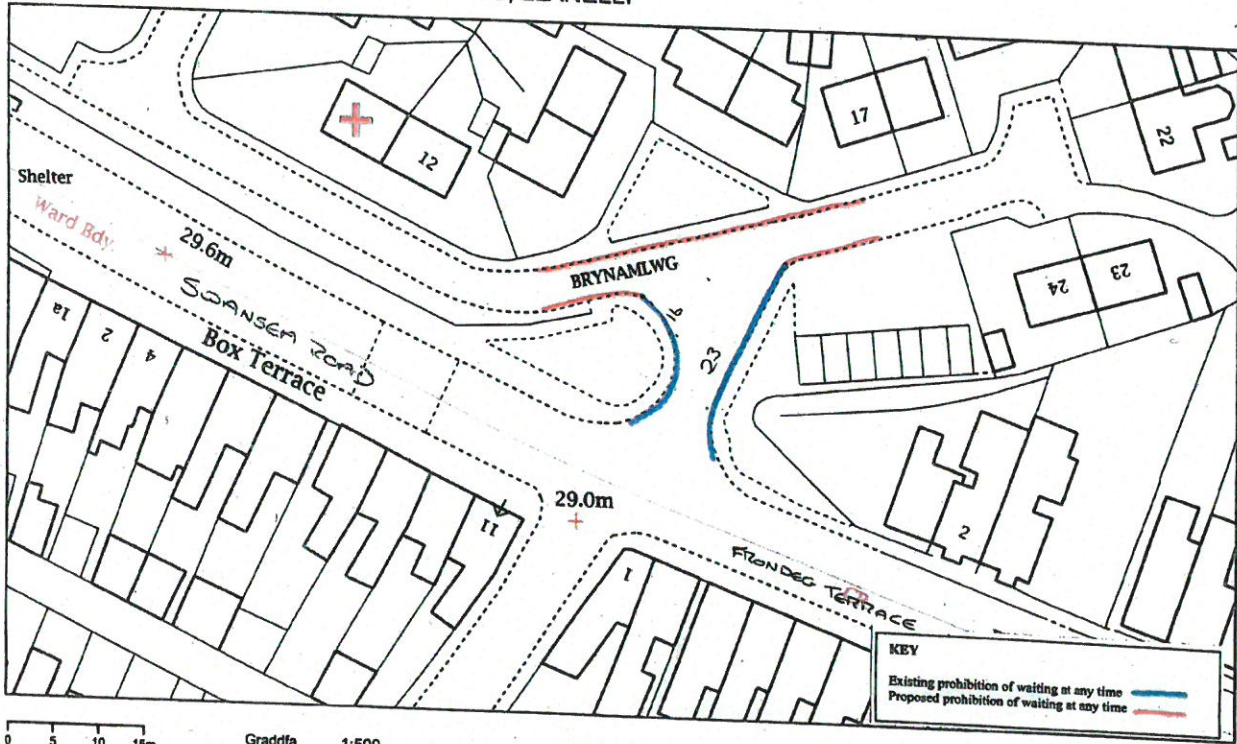 LLANELLI
17
22
12
Shelter
Ward Bdy.
29.6m
BRYNAMLWG
16
24
23
SWANSEA ROAD
1a
2
4
Box Terrace
23
11
29.0m
2
1
FRONDEG TERRACE
CR
KEY
Existing prohibition of waiting at any time
Proposed prohibition of waiting at any time
0 5 10 15m
Graddfa 1:500